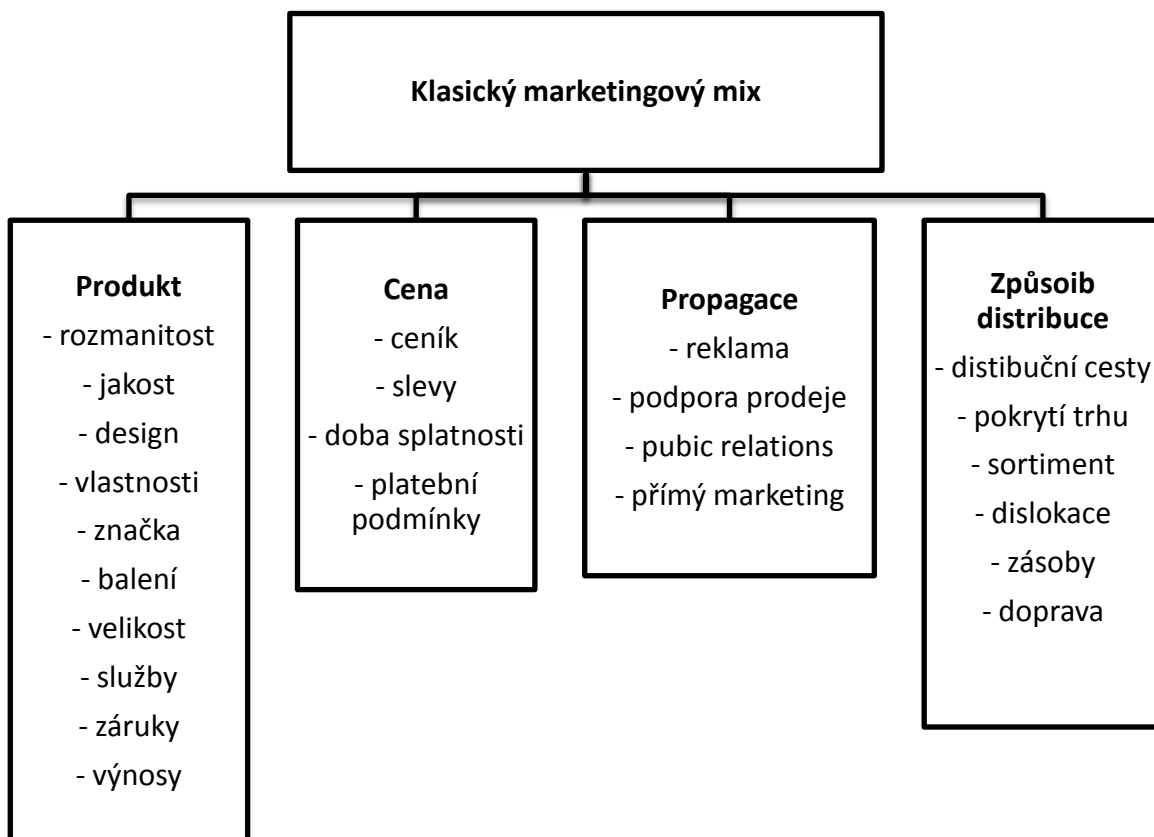 Klasický marketingový mix
Produkt
- rozmanitost
- jakost
- design
- vlastnosti
- značka
- balení
- velikost
- služby
- záruky
- výnosy
Cena
- ceník
- slevy
- doba splatnosti
- platební
podmínky
Propagace
- reklama
- podpora prodeje
- pubic relations
- přímý marketing
Způsoib
distribuce
- distibuční cesty
- pokrytí trhu
- sortiment
- dislokace
- zásoby
- doprava